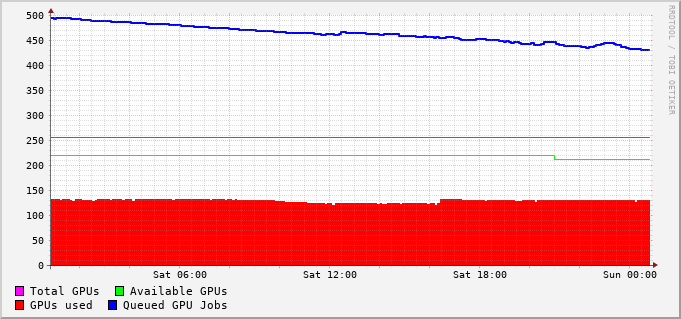 500
450
400
350
300
250
200
150
100
50
0
Sat 06:00 Sat 12:00 Sat 18:00 Sun 00:00
Total GPUs Available GPUs
GPUs used Queued GPU Jobs
RRDTOOL / TOBI OETIKER